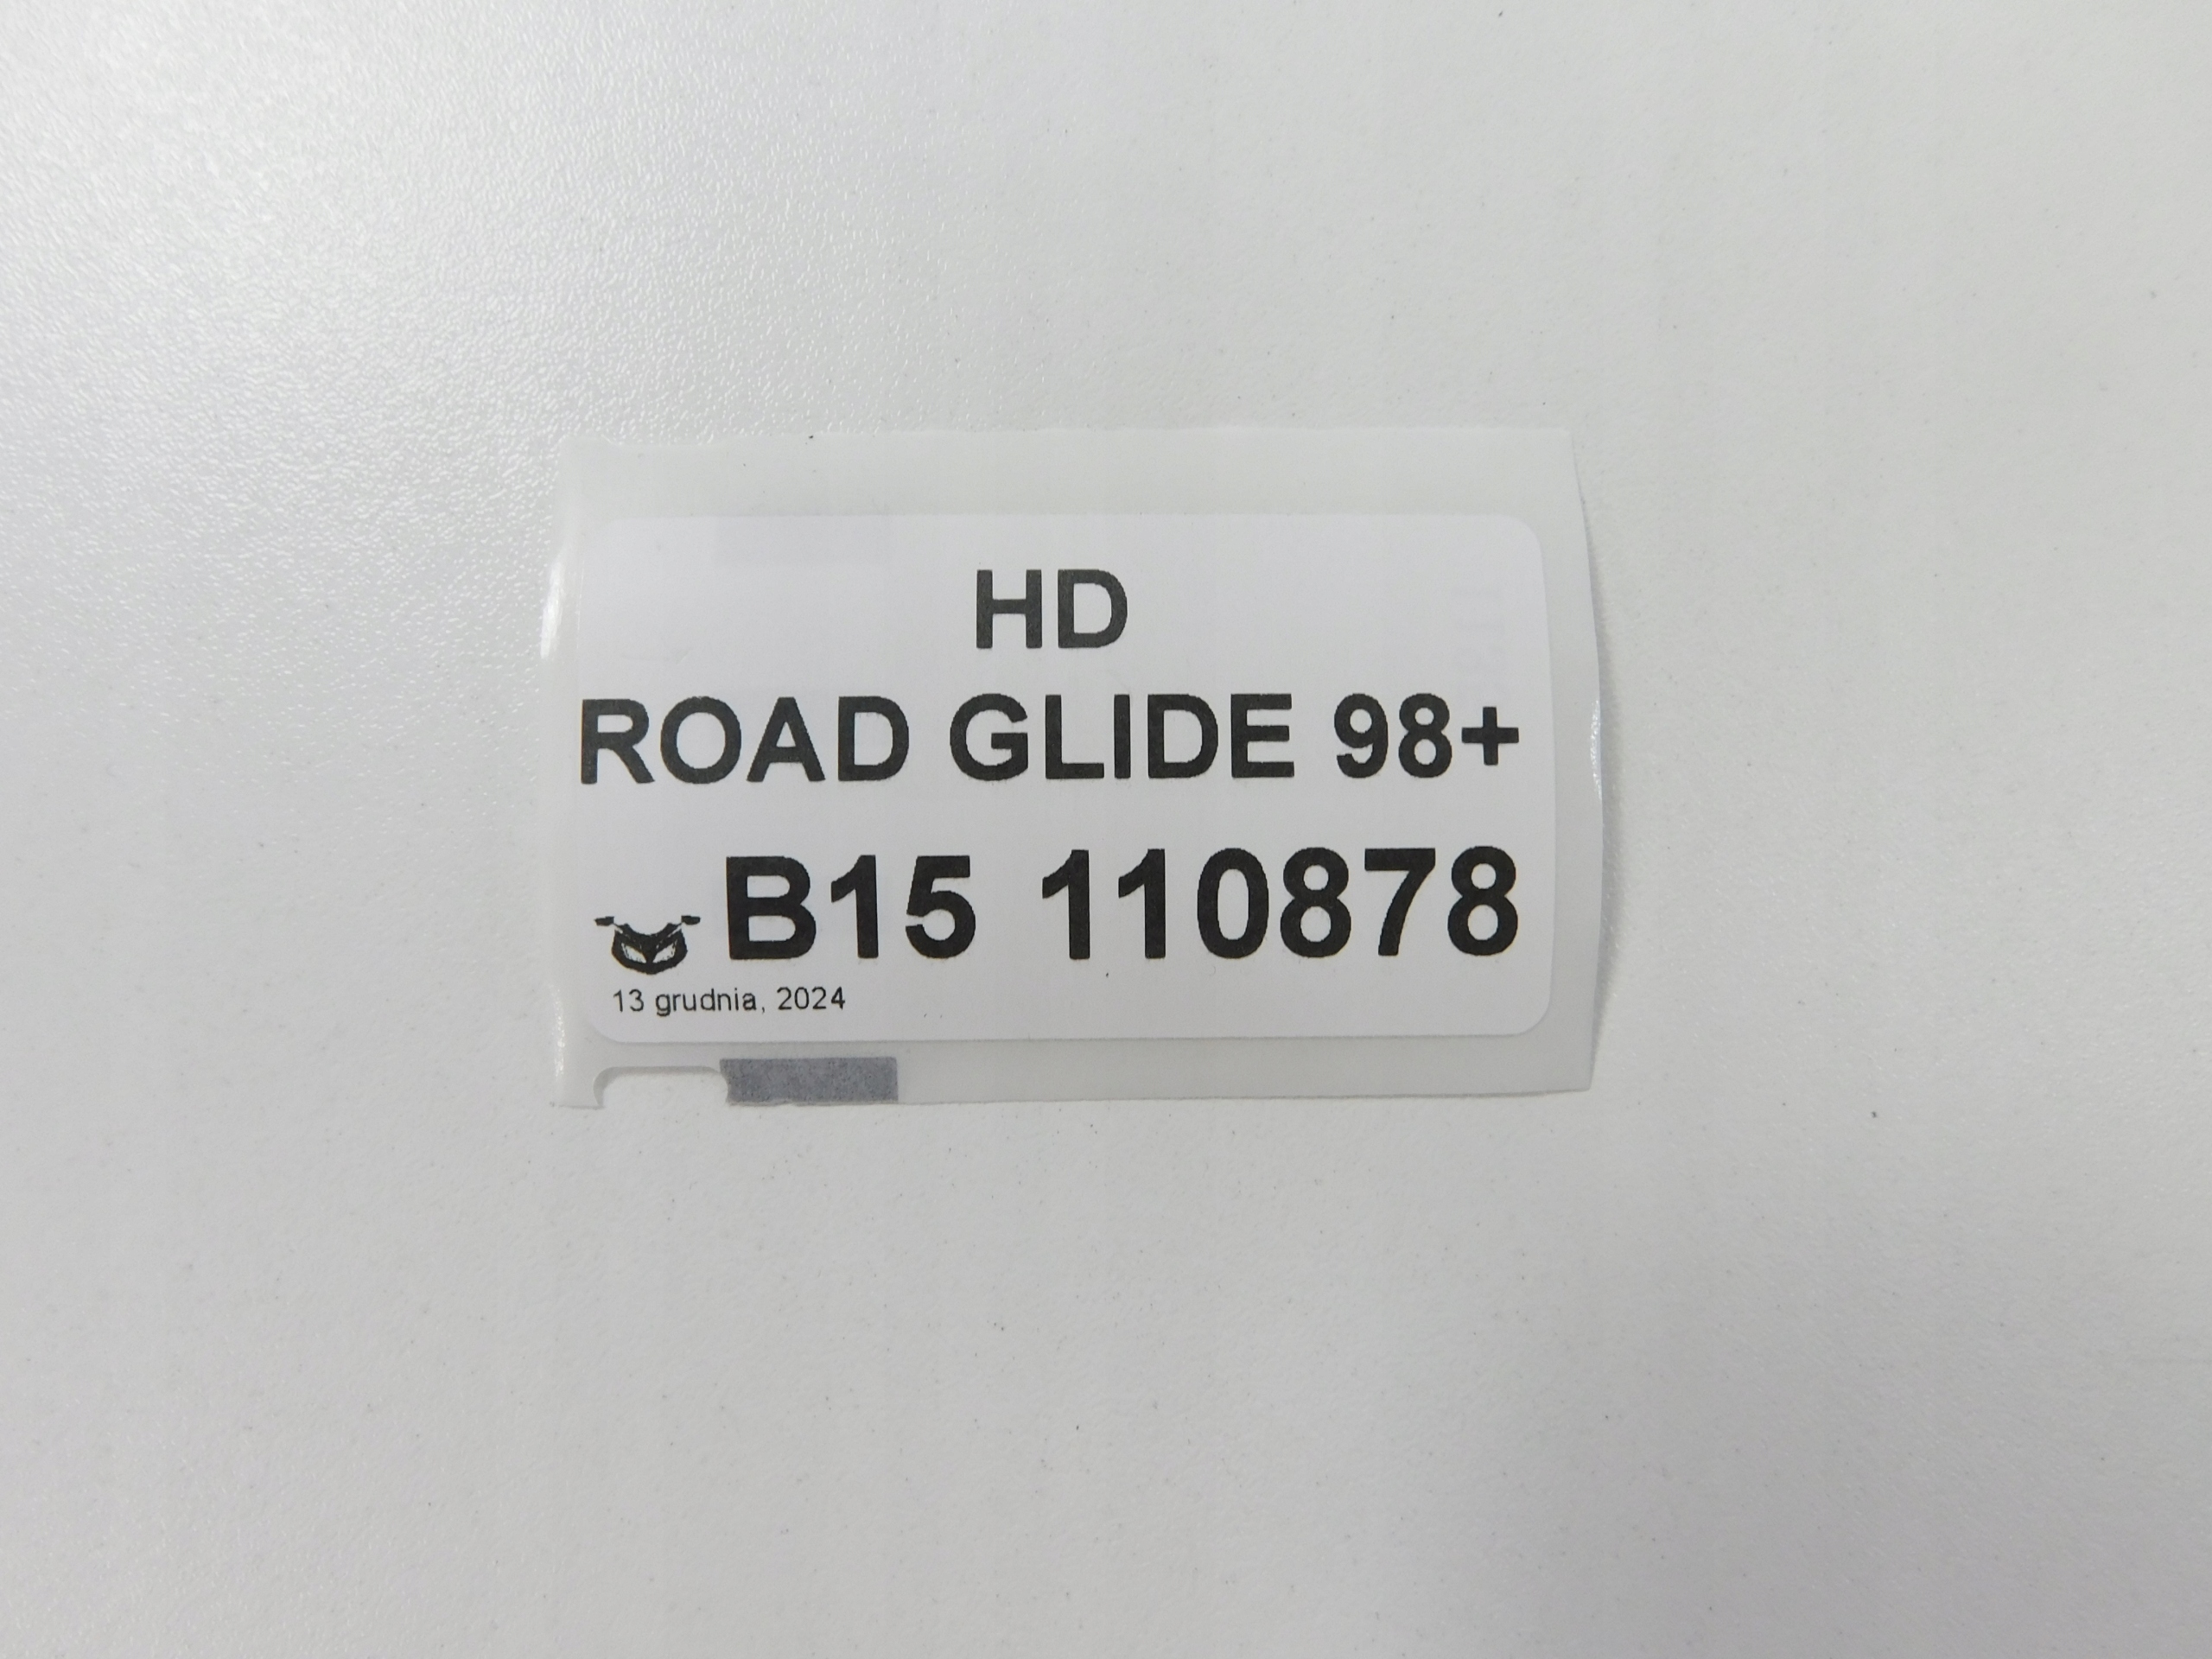 HD
ROAD GLIDE 98+
B15 110878
13 grudnia, 2024